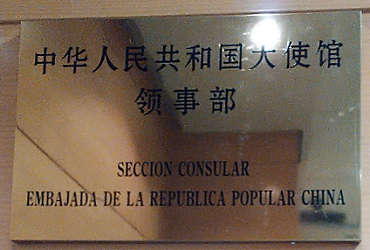 中华人民共和国大使馆
领事部
SECCION CONSULAR
EMBAJADA DE LA REPUBLICA POPULAR CHINA